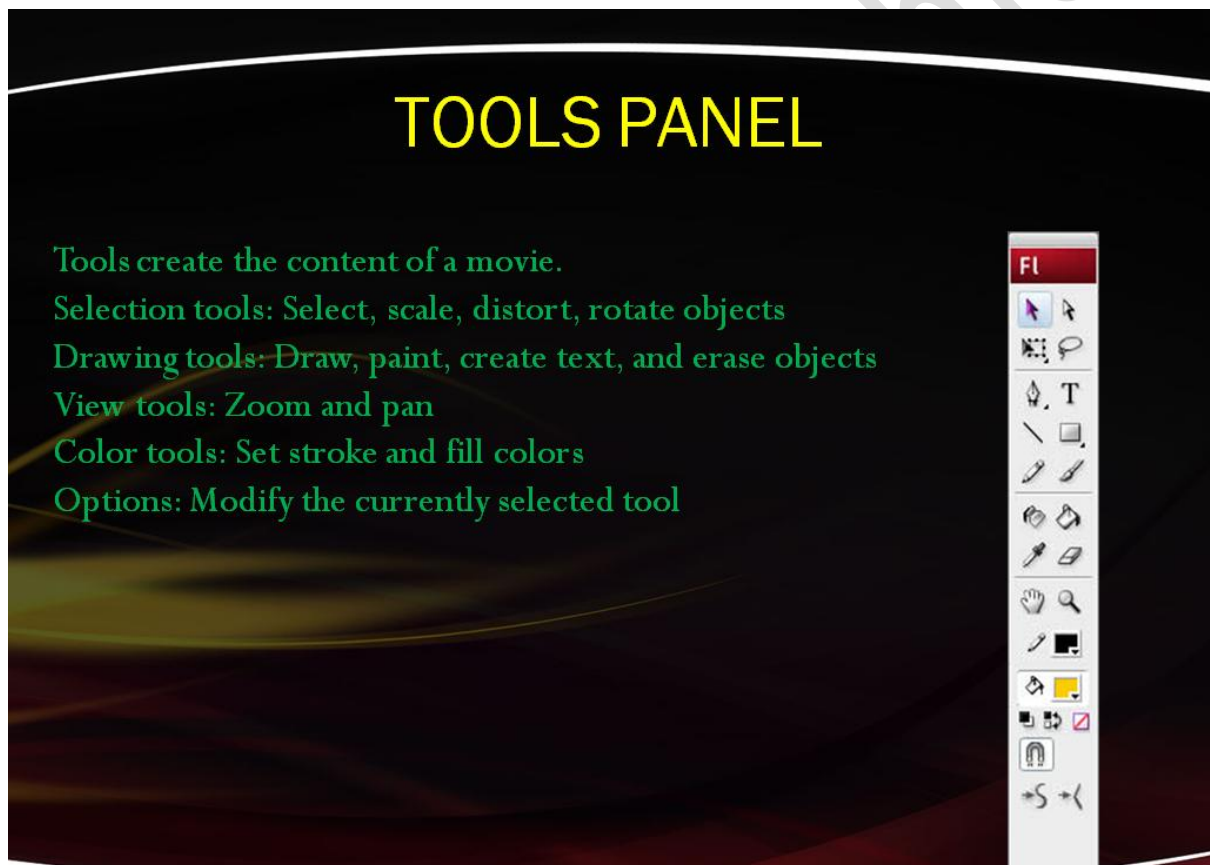 TOOLS PANEL
Tools create the content of a movie.
Selection tools: Select, scale, distort, rotate objects
Drawing tools: Draw, paint, create text, and erase objects
View tools: Zoom and pan
Color tools: Set stroke and fill colors
Options: Modify the currently selected tool
Fl
T